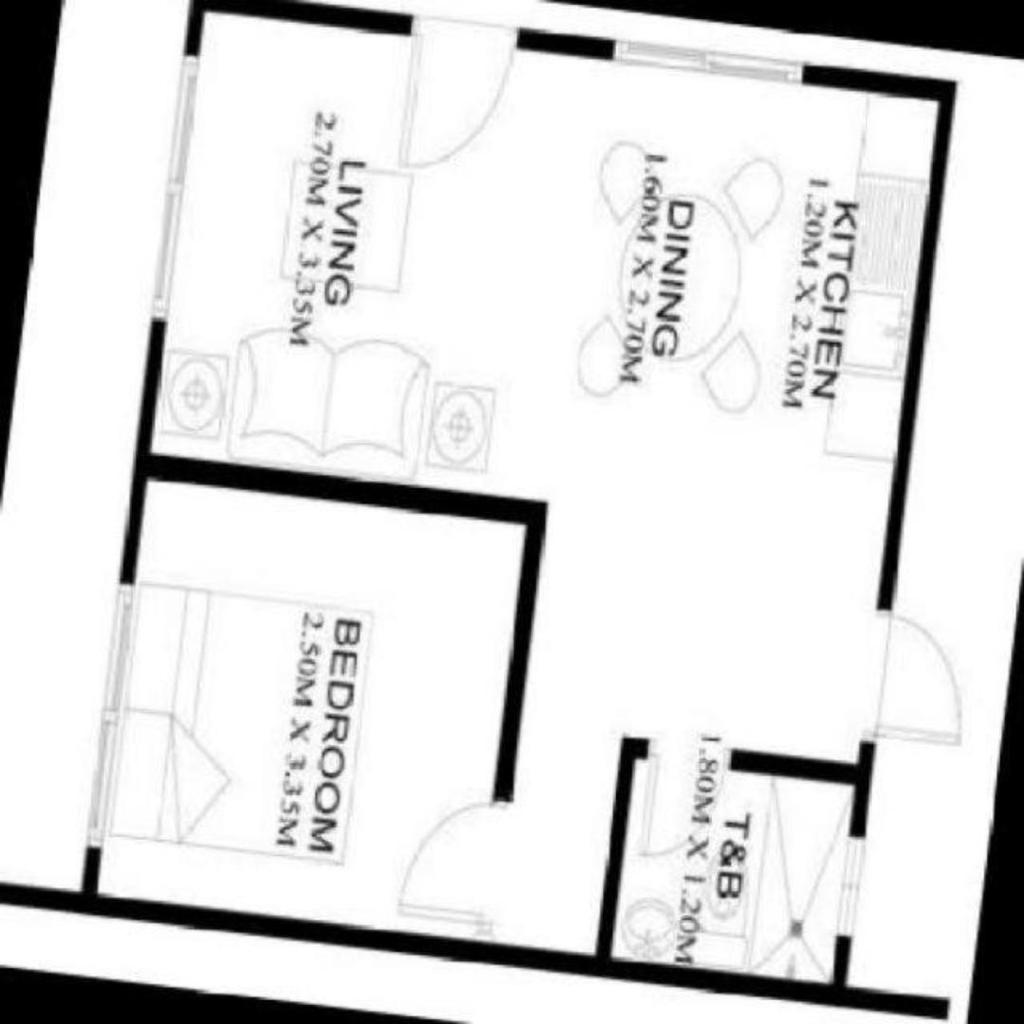 LIVING
2.70M X 3.35M
DINING
1.60M X 2.70M
KITCHEN
1.20M X 2.70M
BEDROOM
2.50M X 3.35M
T&B
1.80M X 1.20M